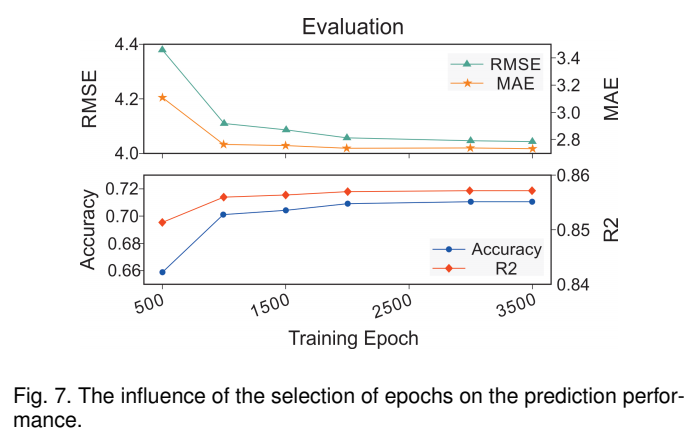 Evaluation
4.4
4.2
4.0
RMSE
RMSE
MAE
3.4
3.2
3.0
2.8
MAE
0.72
0.70
0.68
0.66
Accuracy
Accuracy
R2
0.86
0.85
0.84
R2
500 1500 2500 3500
Training Epoch
Fig. 7. The influence of the selection of epochs on the prediction perfor-
mance.